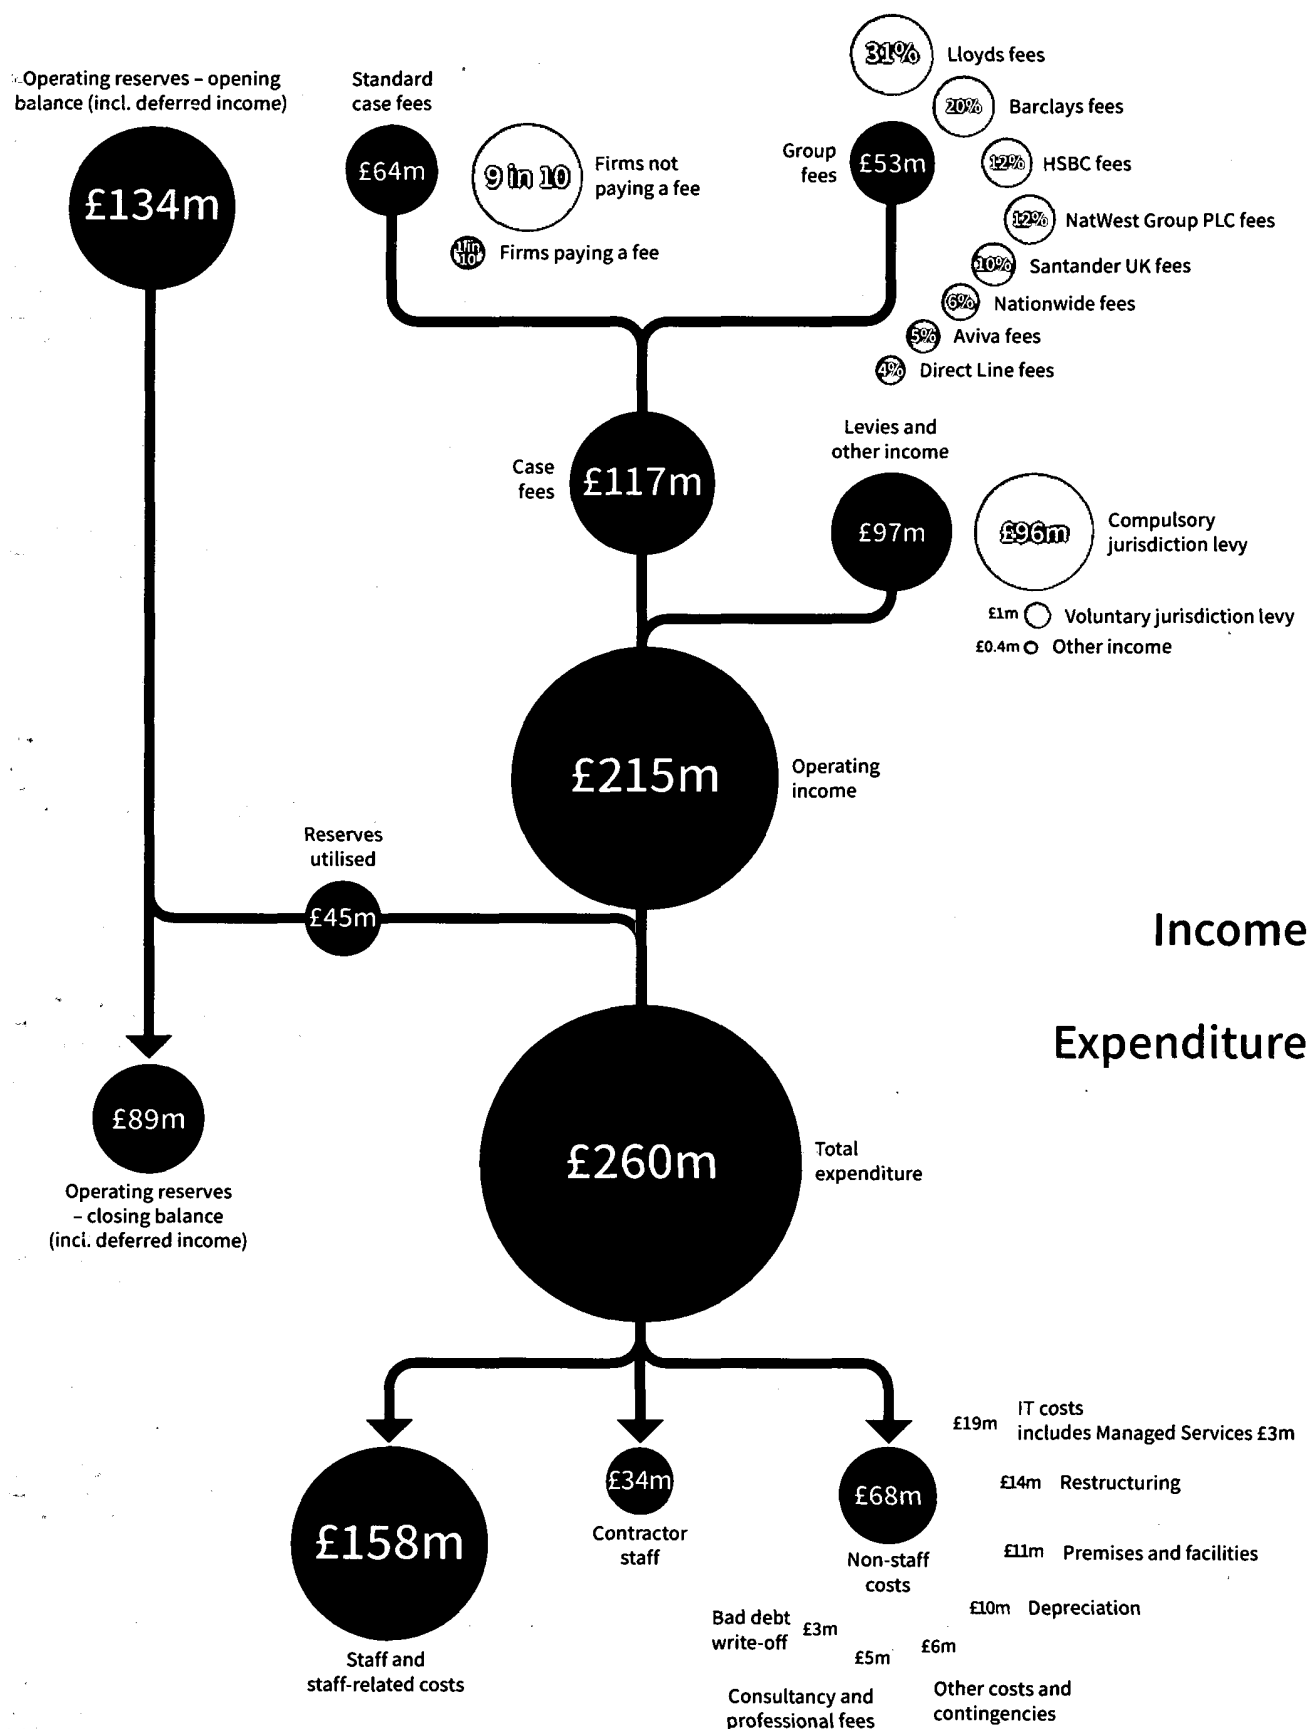 Operating reserves – opening
balance (incl. deferred income)
£134m
Standard
case fees
£64m
9 in 10
Firms not
paying a fee
1 in
10
Firms paying a fee
Group
fees
£53m
31%
Lloyds fees
20%
Barclays fees
12%
HSBC fees
12%
NatWest Group PLC fees
10%
Santander UK fees
6%
Nationwide fees
5%
Aviva fees
4%
Direct Line fees
Case
fees
£117m
Levies and
other income
£97m
£96m
Compulsory
jurisdiction levy
£1m
Voluntary jurisdiction levy
£0.4m
Other income
£215m
Operating
income
Reserves
utilised
£45m
Income
Expenditure
£89m
Operating reserves
– closing balance
(incl. deferred income)
£260m
Total
expenditure
£158m
Staff and
staff-related costs
£34m
Contractor
staff
£68m
Non-staff
costs
£19m
IT costs
includes Managed Services £3m
£14m
Restructuring
£11m
Premises and facilities
£10m
Depreciation
£6m
Other costs and
contingencies
£5m
Consultancy and
professional fees
Bad debt
write-off
£3m